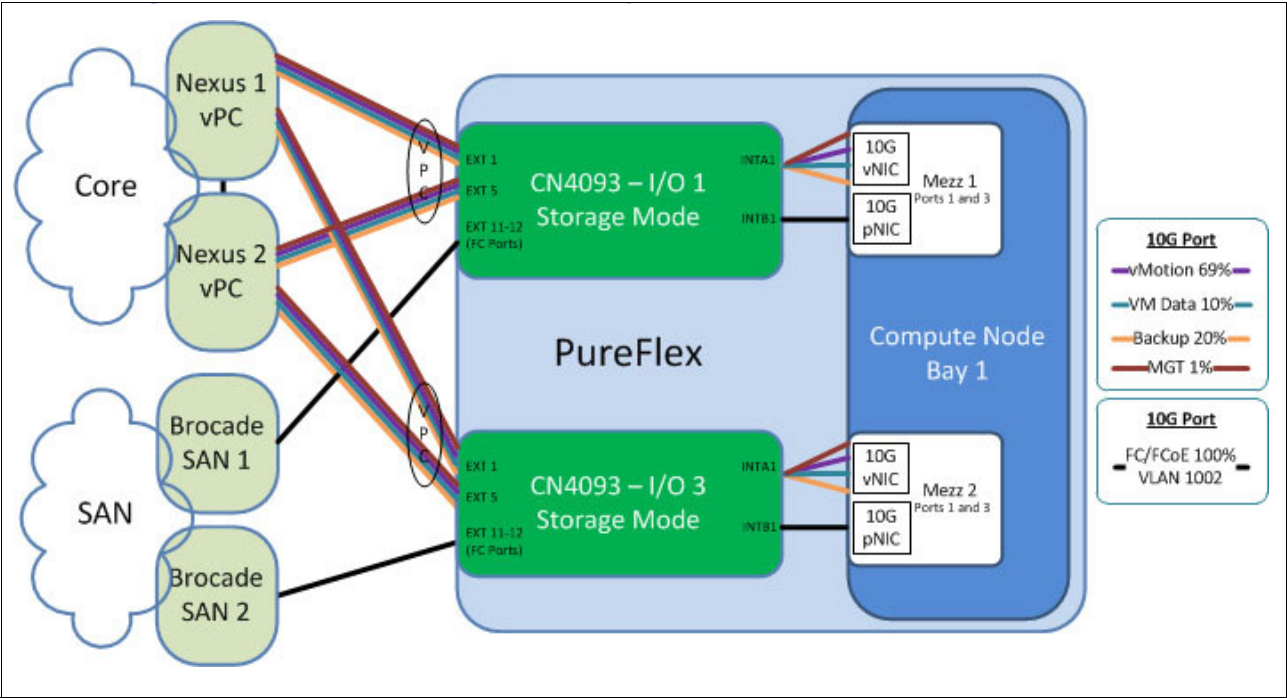 Core
Nexus 1
vPC
Nexus 2
vPC
SAN
Brocade
SAN 1
Brocade
SAN 2
V
P
C
V
P
C
EXT 1
EXT 5
EXT 11-12
(FC Ports)
CN4093 – I/O 1
Storage Mode
INTA1
INTB1
PureFlex
EXT 1
EXT 5
EXT 11-12
(FC Ports)
CN4093 – I/O 3
Storage Mode
INTA1
INTB1
10G
vNIC
10G
pNIC
Mezz 1
Ports 1 and 3
Compute Node
Bay 1
10G
vNIC
10G
pNIC
Mezz 2
Ports 1 and 3
10G Port
vMotion 69%
VM Data 10%
Backup 20%
MGT 1%
10G Port
FC/FCoE 100%
VLAN 1002